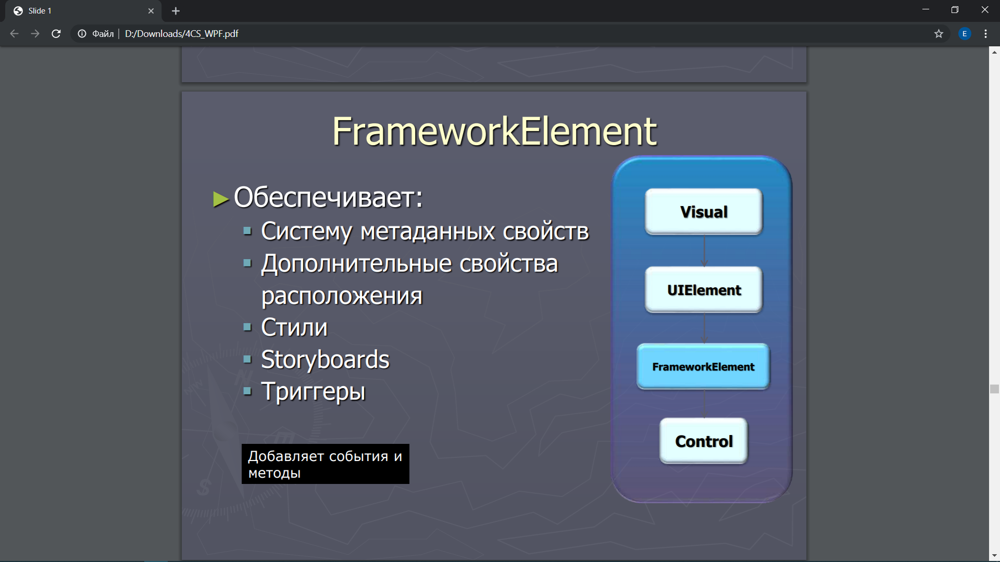 Slide 1
Файл
D:/Downloads/4CS_WPF.pdf
E
FrameworkElement
Обеспечивает:
Систему метаданных свойств
Дополнительные свойства
расположения
Стили
Storyboards
Триггеры
Добавляет события и
методы
Visual
UIElement
FrameworkElement
Control
N
NW
S